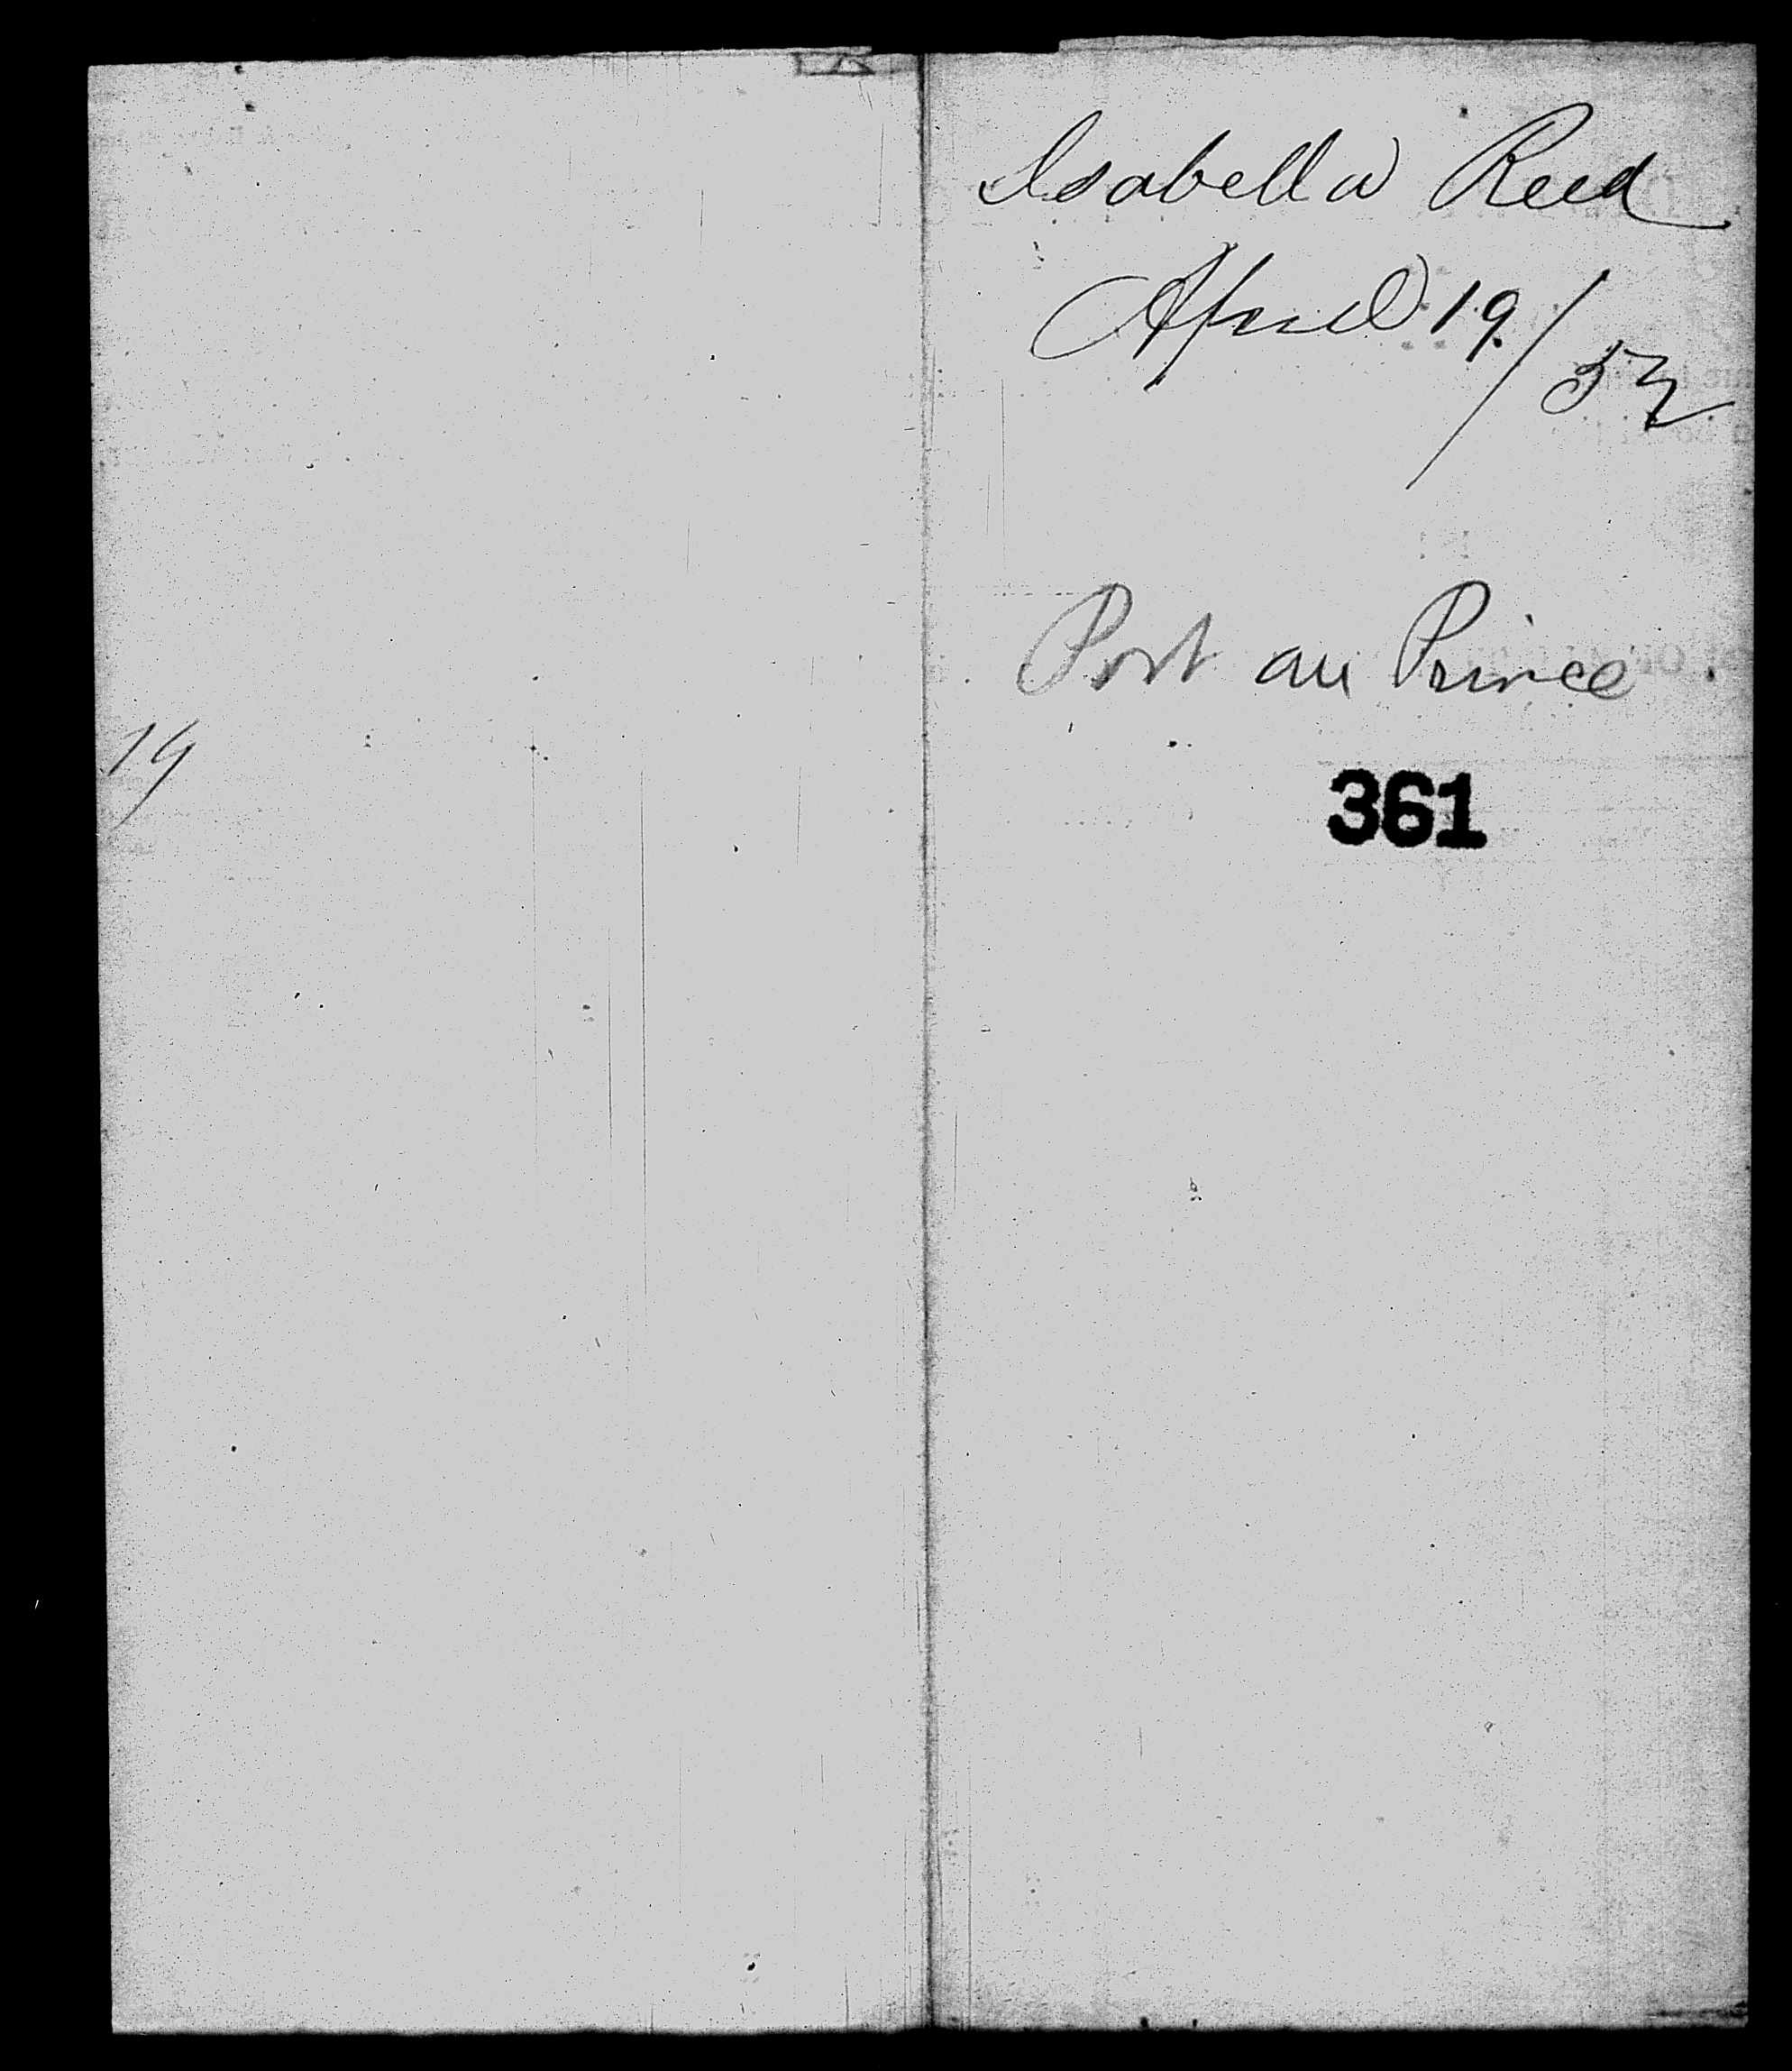 19
Isabella Reed
April 19/52
Port au Prince
361